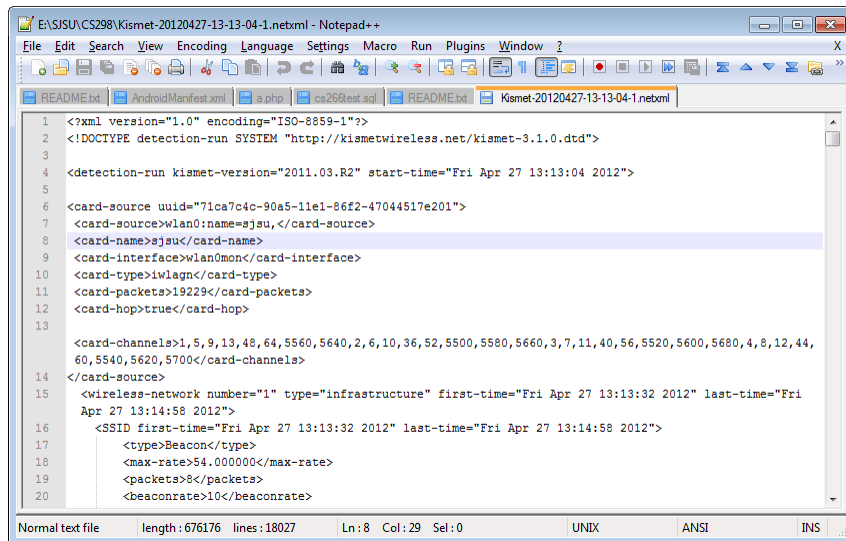 E:\SJSU\CS298\Kismet-20120427-13-13-04-1.netxml - Notepad++
File Edit Search View Encoding Language Settings Macro Run Plugins Window ? X
README.txt AndroidManifest.xml a.php cs266test.sql README.txt Kismet-20120427-13-13-04-1.netxml
1 <?xml version="1.0" encoding="ISO-8859-1"?>
2 <!DOCTYPE detection-run SYSTEM "http://kismetwireless.net/kismet-3.1.0.dtd">
3
4 <detection-run kismet-version="2011.03.R2" start-time="Fri Apr 27 13:13:04 2012">
5
6 <card-source uuid="71ca7c4c-90a5-11e1-86f2-47044517e201">
7 <card-source>wlan0:name=sjsu,</card-source>
8 <card-name>sjsu</card-name>
9 <card-interface>wlan0mon</card-interface>
10 <card-type>iwlagn</card-type>
11 <card-packets>19229</card-packets>
12 <card-hop>true</card-hop>
13
<card-channels>1,5,9,13,48,64,5560,5640,2,6,10,36,52,5500,5580,5660,3,7,11,40,56,5520,5600,5680,4,8,12,44,
60,5540,5620,5700</card-channels>
14 </card-source>
15 <wireless-network number="1" type="infrastructure" first-time="Fri Apr 27 13:13:32 2012" last-time="Fri
Apr 27 13:14:58 2012">
16 <SSID first-time="Fri Apr 27 13:13:32 2012" last-time="Fri Apr 27 13:14:58 2012">
17 <type>Beacon</type>
18 <max-rate>54.000000</max-rate>
19 <packets>8</packets>
20 <beaconrate>10</beaconrate>
Normal text file length : 676176 lines : 18027 Ln : 8 Col : 29 Sel : 0 UNIX ANSI INS